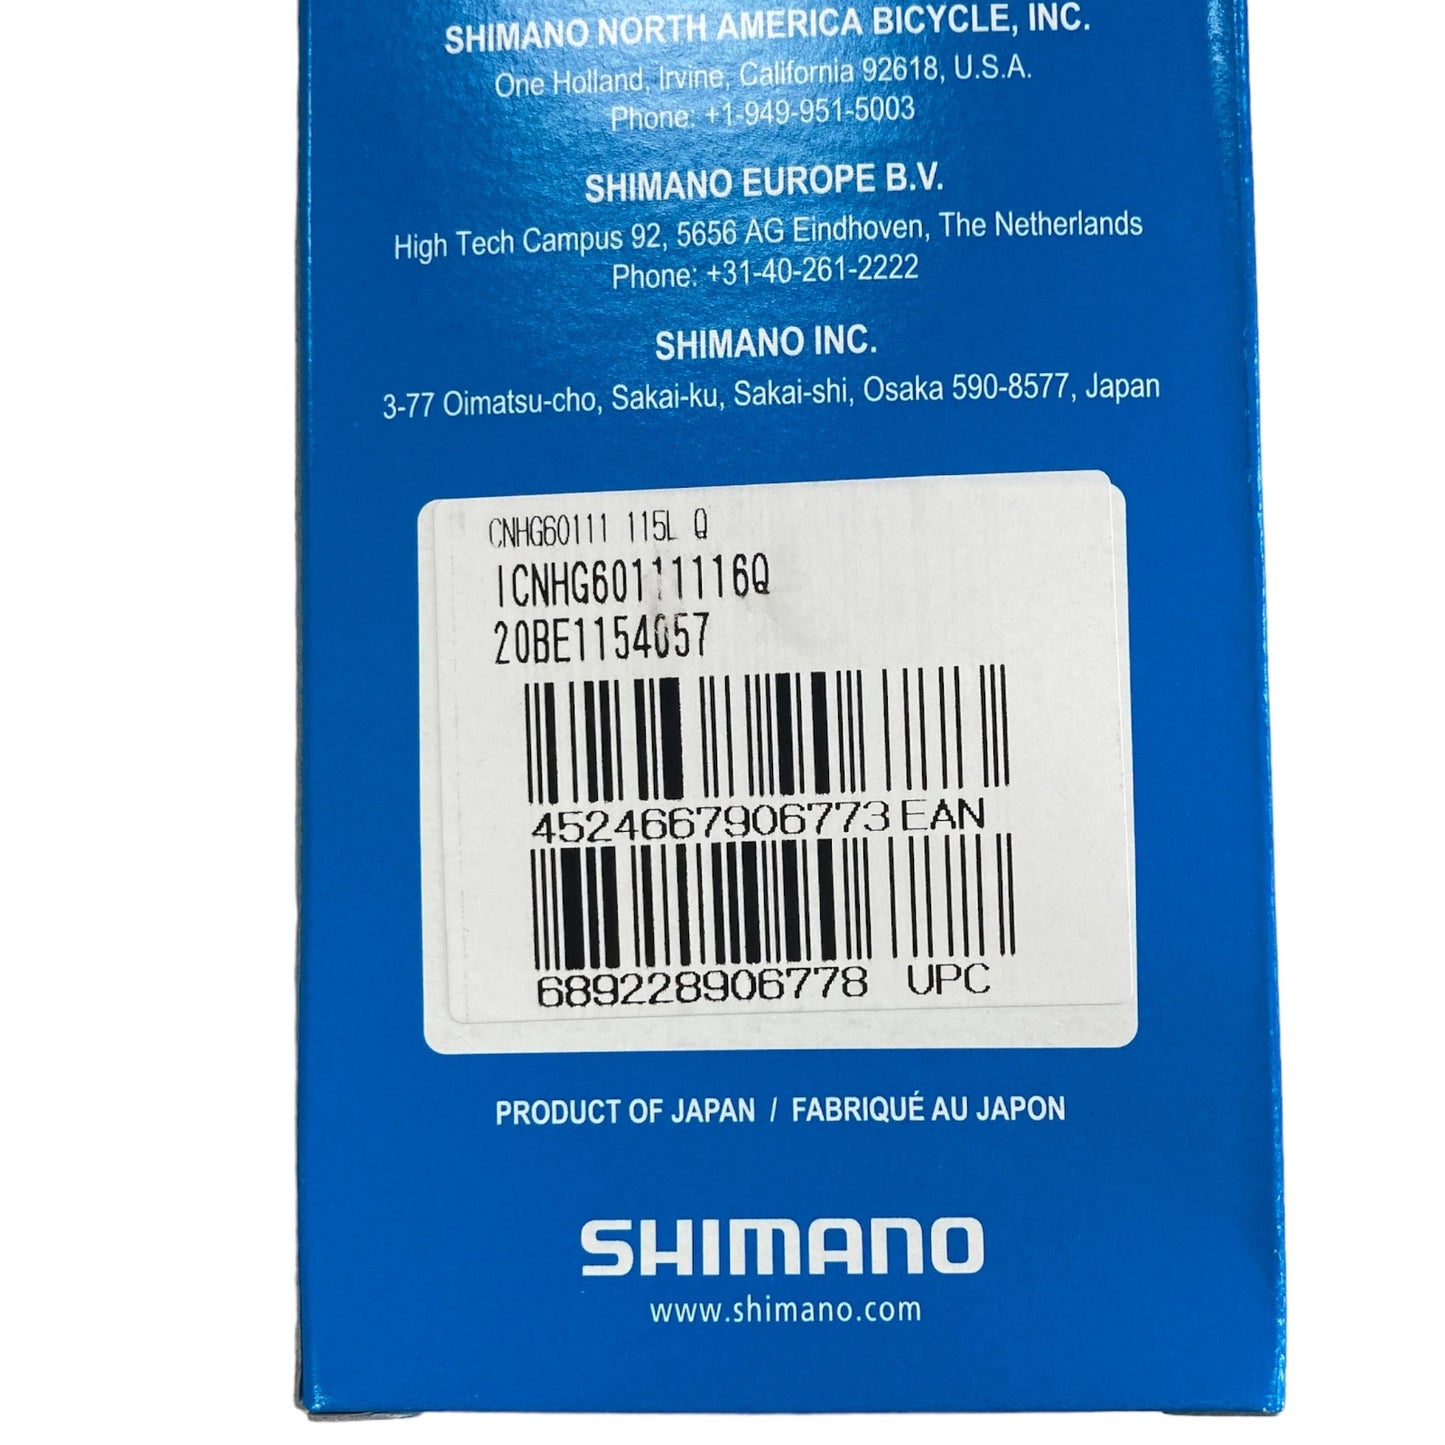 SHIMANO NORTH AMERICA BICYCLE, INC.
One Holland, Irvine, California 92618, U.S.A.
Phone: +1-949-951-5003
SHIMANO EUROPE B.V.
High Tech Campus 92, 5656 AG Eindhoven, The Netherlands
Phone: +31-40-261-2222
SHIMANO INC.
3-77 Oimatsu-cho, Sakai-ku, Sakai-shi, Osaka 590-8577, Japan
CNHG60111 115L Q
ICNHG60111116Q
20BE1154057
4524667906773 EAN
689228906778 UPC
PRODUCT OF JAPAN / FABRIQUÉ AU JAPON
SHIMANO
www.shimano.com